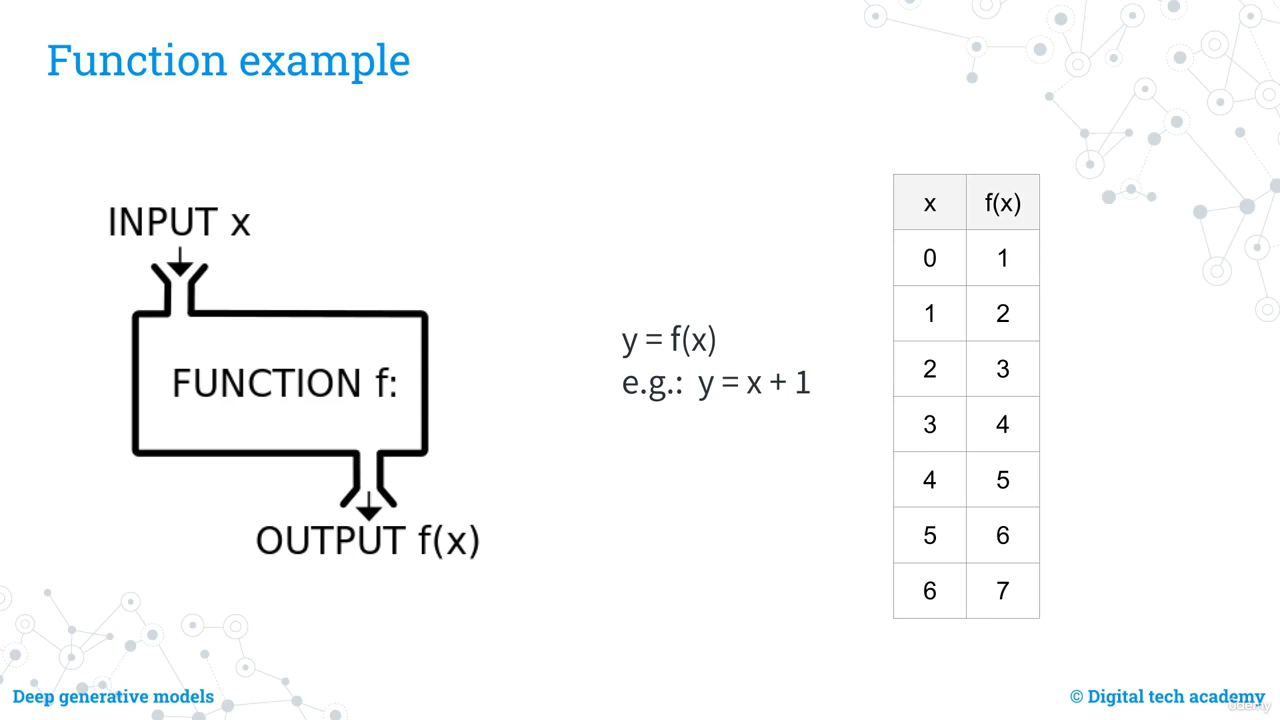 Function example
INPUT x
FUNCTION f:
OUTPUT f(x)
y = f(x)
e.g.: y = x + 1
x f(x)
0 1
1 2
2 3
3 4
4 5
5 6
6 7
Deep generative models
© Digital tech academy
udemy